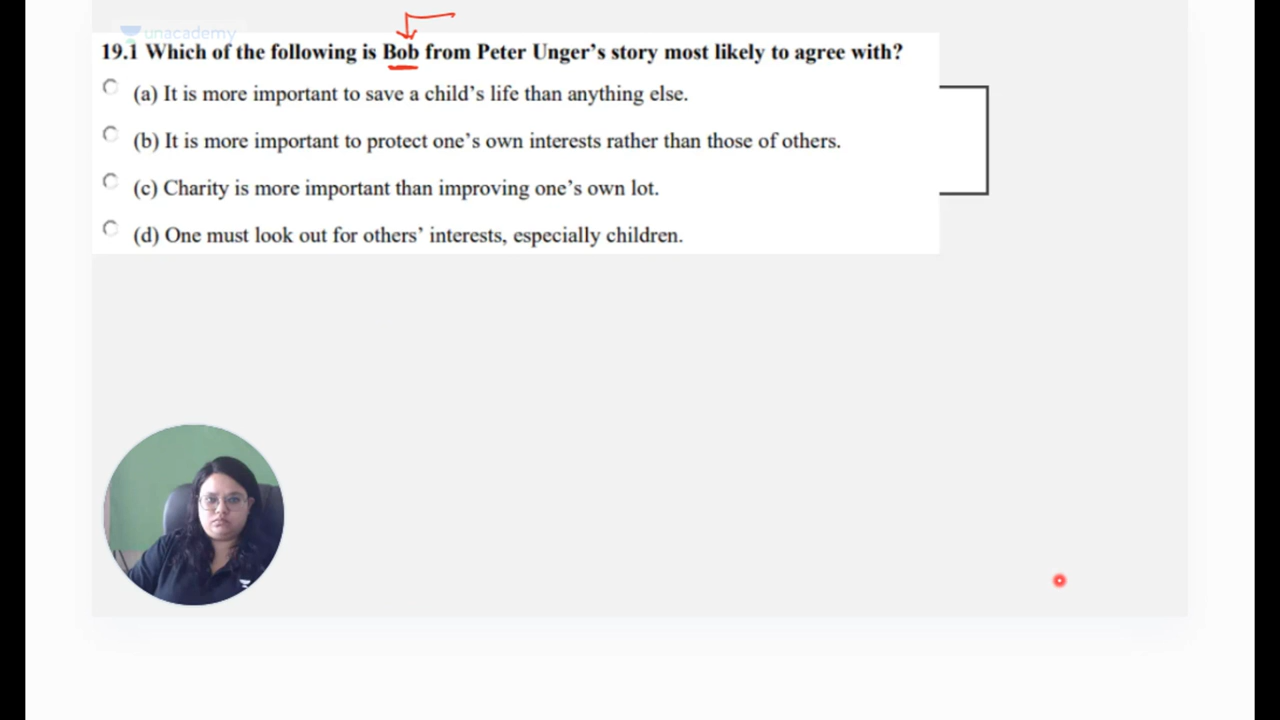 unacademy
19.1 Which of the following is Bob from Peter Unger's story most likely to agree with?
(a) It is more important to save a child's life than anything else.
(b) It is more important to protect one's own interests rather than those of others.
(c) Charity is more important than improving one's own lot.
(d) One must look out for others' interests, especially children.